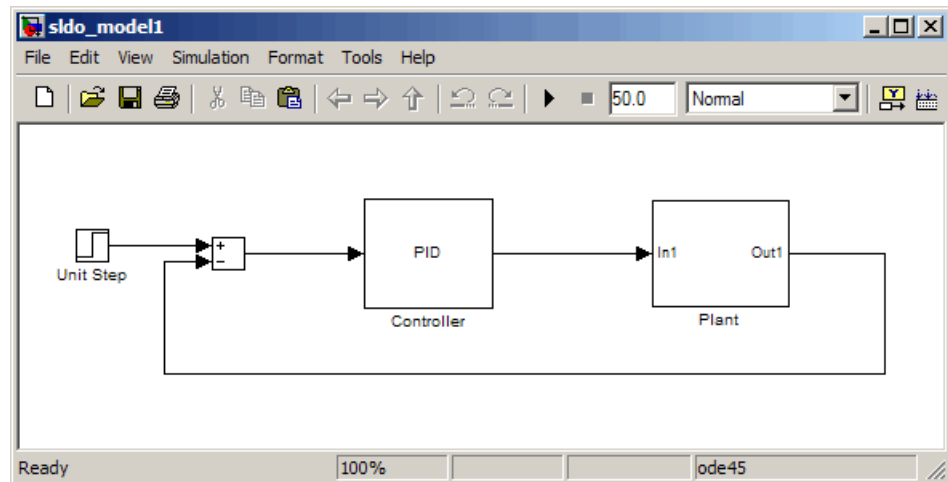 sldo_model1
File Edit View Simulation Format Tools Help
50.0 Normal
Unit Step
+
−
PID
Controller
In1 Out1
Plant
Ready 100% ode45